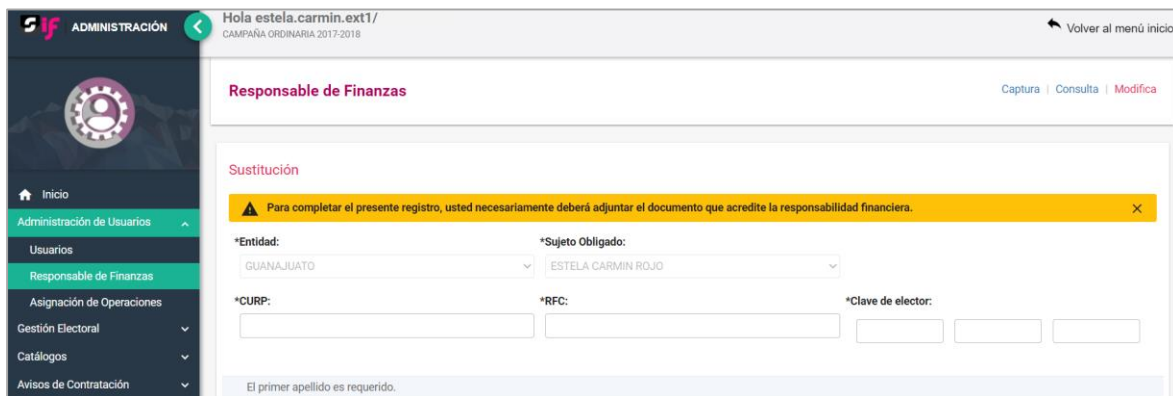 SIF ADMINISTRACIÓN
Hola estela.carmin.ext1/
CAMPAÑA ORDINARIA 2017-2018
Volver al menú inicio
Responsable de Finanzas
Captura | Consulta | Modifica
Sustitución
Para completar el presente registro, usted necesariamente deberá adjuntar el documento que acredite la responsabilidad financiera.
Inicio
Administración de Usuarios
Usuarios
Responsable de Finanzas
Asignación de Operaciones
Gestión Electoral
Catálogos
Avisos de Contratación
*Entidad: *Sujeto Obligado:
GUANAJUATO ESTELA CARMIN ROJO
*CURP: *RFC: *Clave de elector:
El primer apellido es requerido.